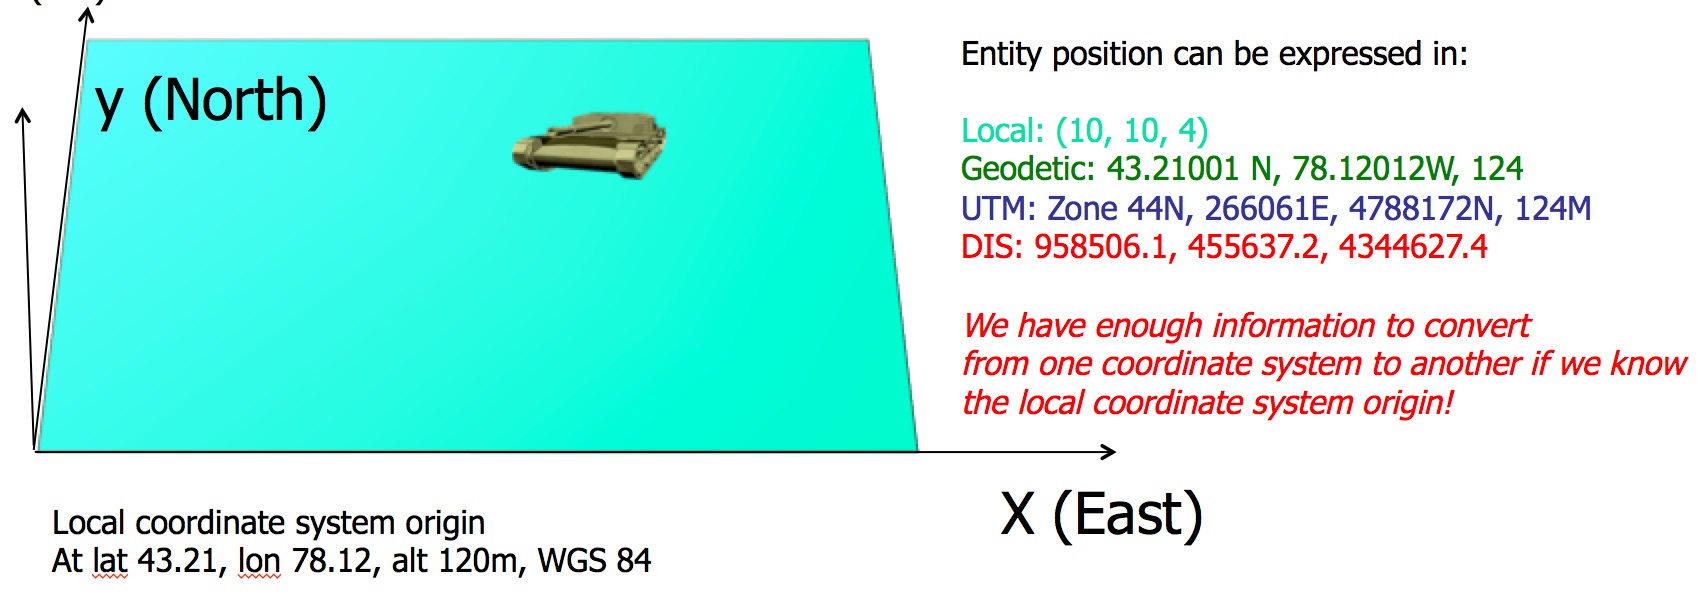 y (North)
Entity position can be expressed in:
Local: (10, 10, 4)
Geodetic: 43.21001 N, 78.12012W, 124
UTM: Zone 44N, 266061E, 4788172N, 124M
DIS: 958506.1, 455637.2, 4344627.4
We have enough information to convert
from one coordinate system to another if we know
the local coordinate system origin!
X (East)
Local coordinate system origin
At lat 43.21, lon 78.12, alt 120m, WGS 84